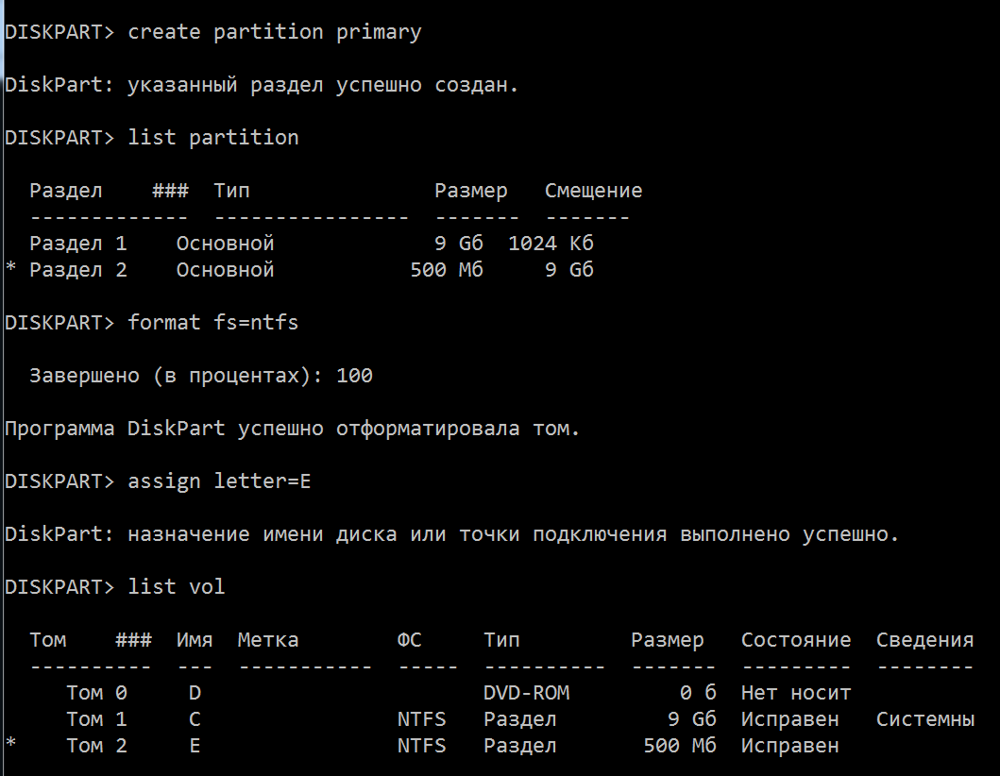 DISKPART> create partition primary
DiskPart: указанный раздел успешно создан.
DISKPART> list partition
Раздел    ###  Тип               Размер   Смещение
-------------  ----------------  -------  -------
Раздел 1    Основной             9 Gб  1024 Кб
* Раздел 2    Основной           500 Mб     9 Gб
DISKPART> format fs=ntfs
Завершено (в процентах): 100
Программа DiskPart успешно отформатировала том.
DISKPART> assign letter=E
DiskPart: назначение имени диска или точки подключения выполнено успешно.
DISKPART> list vol
Том    ###  Имя  Метка        ФС     Тип         Размер   Состояние  Сведения
----------  ---  -----------  -----  ----------  -------  ---------  --------
Том 0     D                      DVD-ROM         0 б  Нет носит
Том 1     C                NTFS   Раздел         9 Gб  Исправен   Системны
* Том 2     E                NTFS   Раздел       500 Mб  Исправен